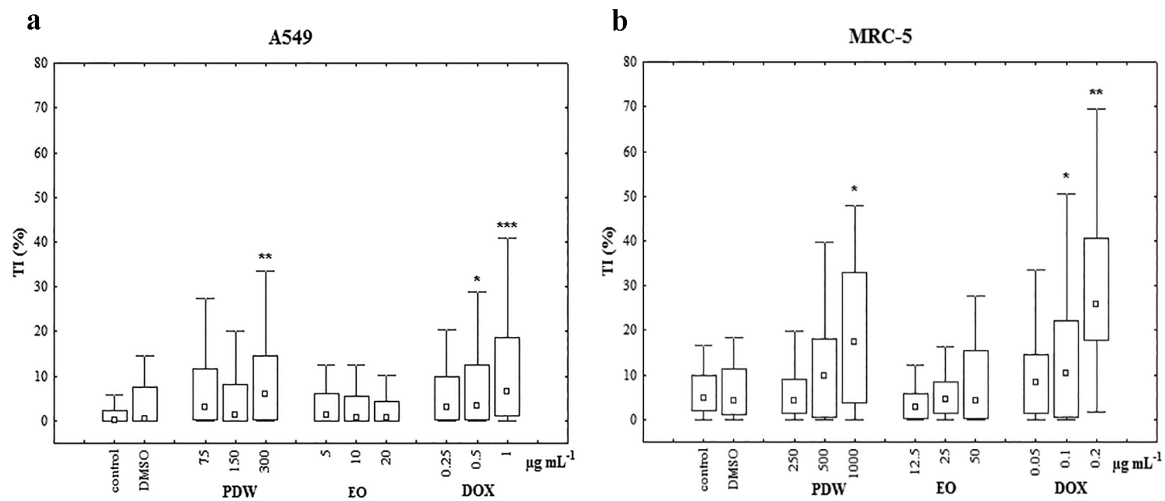 a
A549
80
70
60
50
40
30
20
10
0
TI (%)
**
*
***
control
DMSO
75
150
300
5
10
20
0.25
0.5
1
µg mL⁻¹
PDW
EO
DOX
b
MRC-5
80
70
60
50
40
30
20
10
0
TI (%)
*
*
**
control
DMSO
250
500
1000
12.5
25
50
0.05
0.1
0.2
µg mL⁻¹
PDW
EO
DOX